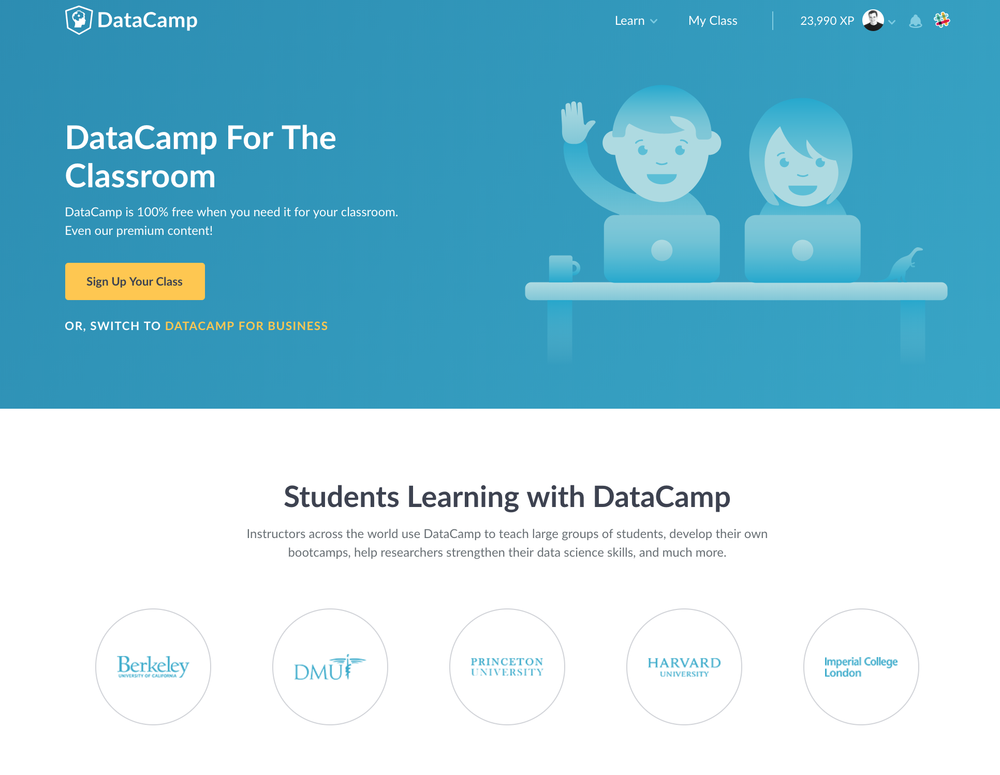 DataCamp
Learn
My Class
23,990 XP
DataCamp For The
Classroom
DataCamp is 100% free when you need it for your classroom.
Even our premium content!
Sign Up Your Class
OR, SWITCH TO DATACAMP FOR BUSINESS
Students Learning with DataCamp
Instructors across the world use DataCamp to teach large groups of students, develop their own
bootcamps, help researchers strengthen their data science skills, and much more.
Berkeley
UNIVERSITY OF CALIFORNIA
DMU
PRINCETON
UNIVERSITY
HARVARD
UNIVERSITY
Imperial College
London